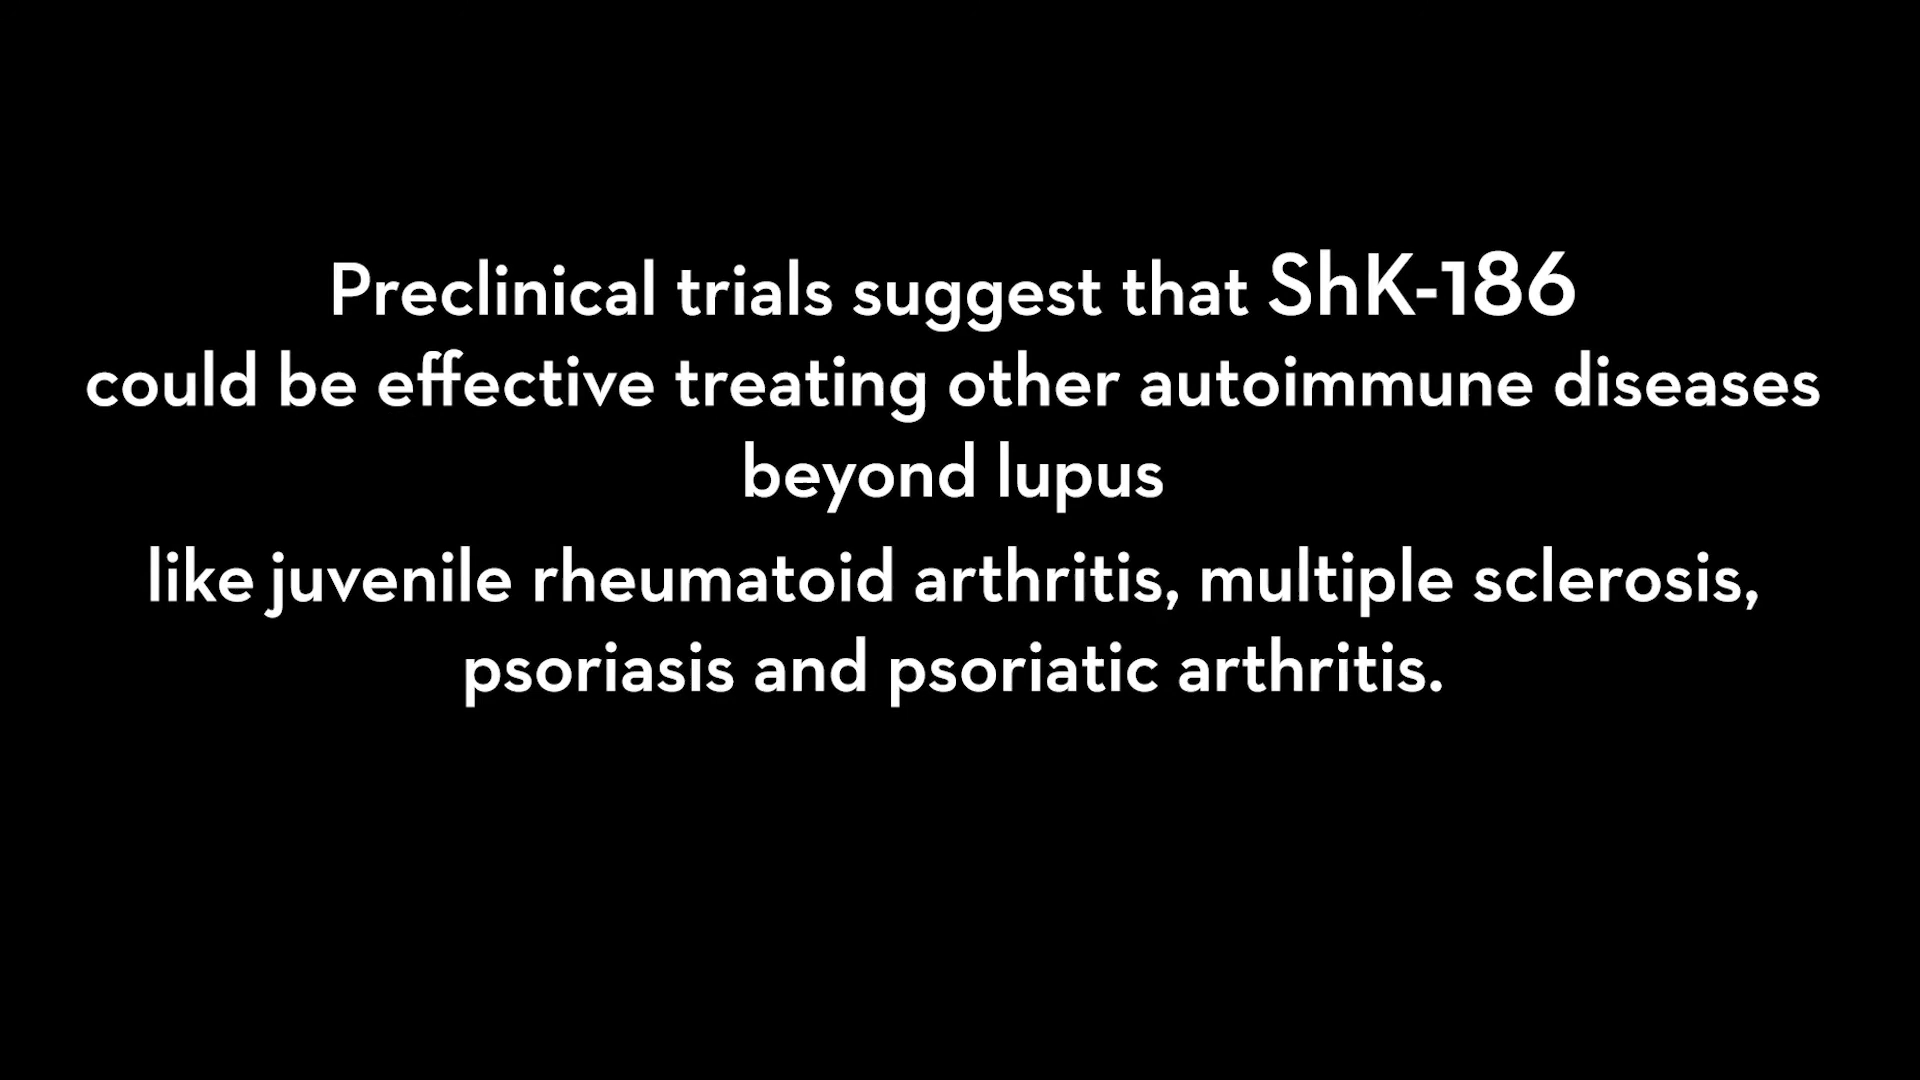 Preclinical trials suggest that ShK-186
could be effective treating other autoimmune diseases
beyond lupus
like juvenile rheumatoid arthritis, multiple sclerosis,
psoriasis and psoriatic arthritis.